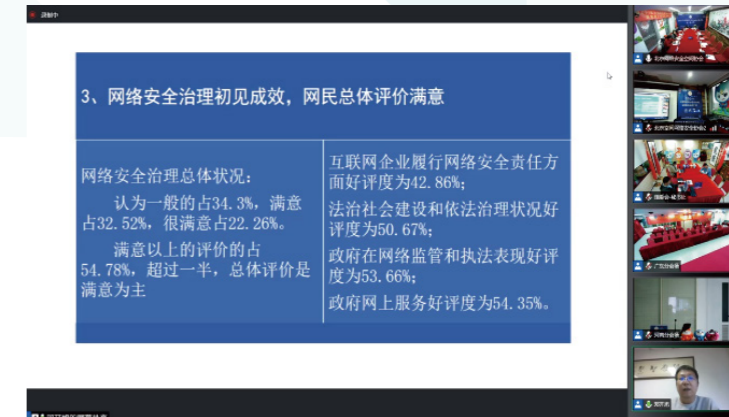 3、网络安全治理初见成效，网民总体评价满意
网络安全治理总体状况：
认为一般的占34.3%，满意
占32.52%，很满意占22.26%。
满意以上的评价的占
54.78%，超过一半，总体评价是
满意为主
互联网企业履行网络安全责任方
面好评度为42.86%；
法治社会建设和依法治理状况好
评度为50.67%；
政府在网络监管和执法表现好评
度为53.66%；
政府网上服务好评度为54.35%。